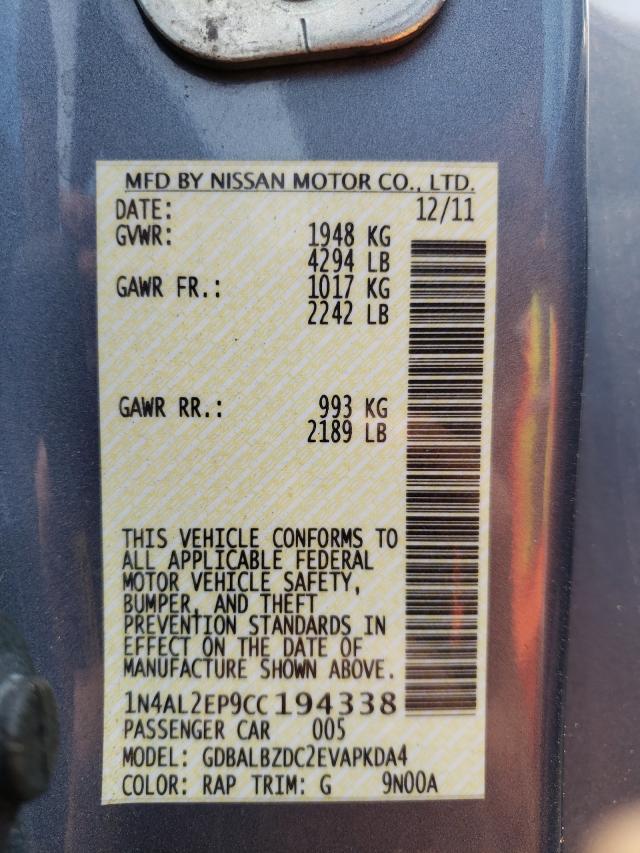 MFD BY NISSAN MOTOR CO., LTD.
DATE: 12/11
GVWR: 1948 KG
4294 LB
GAWR FR.: 1017 KG
2242 LB
GAWR RR.: 993 KG
2189 LB
THIS VEHICLE CONFORMS TO
ALL APPLICABLE FEDERAL
MOTOR VEHICLE SAFETY,
BUMPER, AND THEFT
PREVENTION STANDARDS IN
EFFECT ON THE DATE OF
MANUFACTURE SHOWN ABOVE.
1N4AL2EP9CC194338
PASSENGER CAR 005
MODEL: GDBALBZDC2EVAPKDA4
COLOR: RAP TRIM: G 9N00A